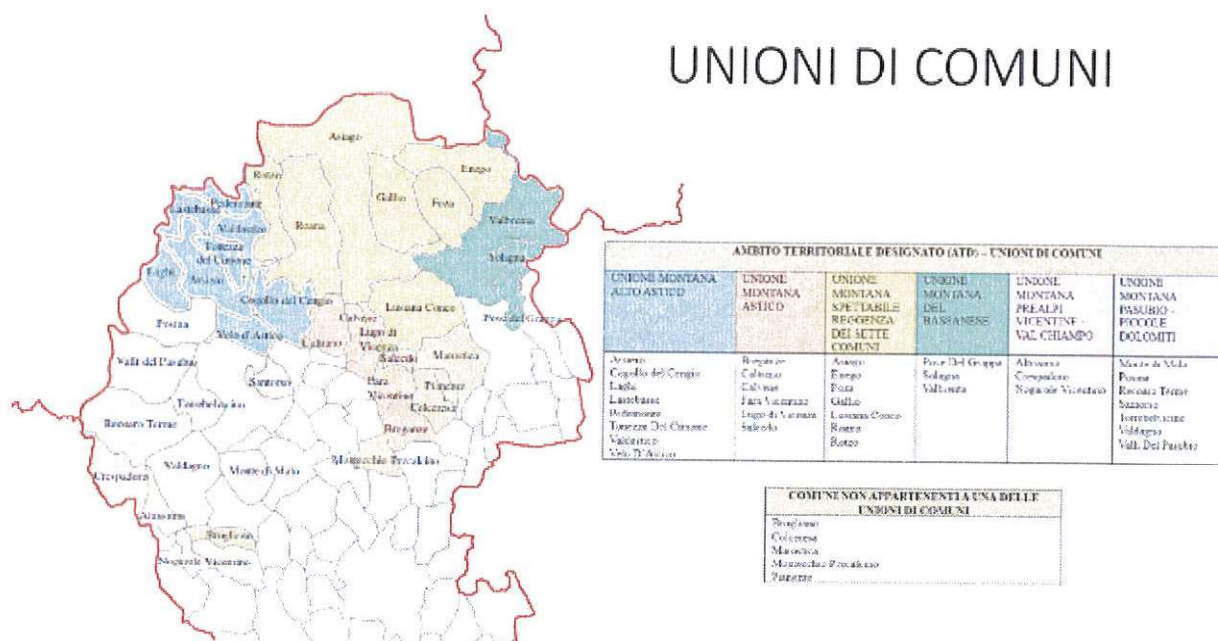 UNIONI DI COMUNI
Asiago
Enego
Rotzo
Gallio
Foza
Roana
Pedemonte
Lastebasse
Valdastico
Tonezza
del Cimone
Laghi
Arsiero
Valbrenta
Solagna
Cogollo del Cengio
Lusiana Conco
Pove del Grappa
Posina
Velo d'Astico
Calvene
Caltrano
Lugo di
Vicenza
Salcedo
Marostica
Valli del Pasubio
Santorso
Fara
Vicentino
Pianezze
Colceresa
Torrebelvicino
Recoaro Terme
Breganze
Montecchio Precalcino
Crespadoro
Valdagno
Monte di Malo
Altissimo
Brogliano
Nogarole Vicentino
AMBITO TERRITORIALE DESIGNATO (ATD) – UNIONI DI COMUNI
UNIONE MONTANA
ALTO ASTICO
UNIONE
MONTANA
ASTICO
UNIONE
MONTANA
SPETTABILE
REGGENZA
DEI SETTE
COMUNI
UNIONE
MONTANA
DEL
BASSANESE
UNIONE
MONTANA
PREALPI
VICENTINE -
VAL CHIAMPO
UNIONE
MONTANA
PASUBIO -
PICCOLE
DOLOMITI
Arsiero
Cogollo del Cengio
Laghi
Lastebasse
Pedemonte
Tonezza Del Cimone
Valdastico
Velo D'Astico
Breganze
Caltrano
Calvene
Fara Vicentino
Lugo di Vicenza
Salcedo
Asiago
Enego
Foza
Gallio
Lusiana Conco
Roana
Rotzo
Pove Del Grappa
Solagna
Valbrenta
Altissimo
Crespadoro
Nogarole Vicentino
Monte di Malo
Posina
Recoaro Terme
Santorso
Torrebelvicino
Valdagno
Valli Del Pasubio
COMUNI NON APPARTENENTI A UNA DELLE
UNIONI DI COMUNI
Brogliano
Colceresa
Marostica
Montecchio Precalcino
Pianezze